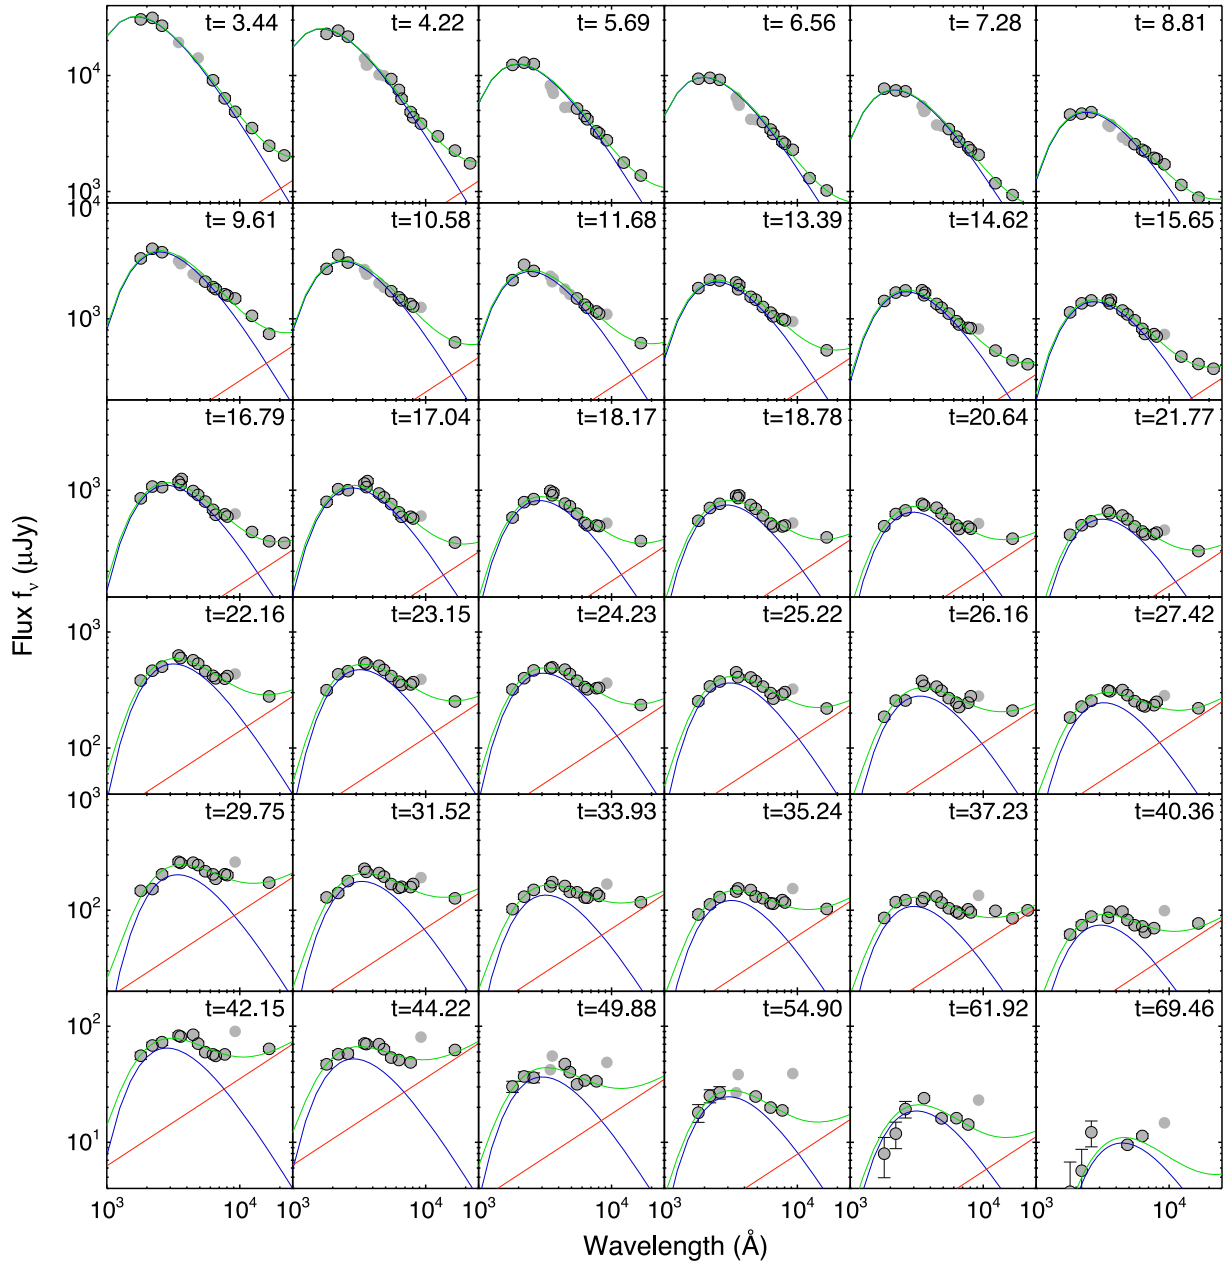 t= 3.44 t= 4.22 t= 5.69 t= 6.56 t= 7.28 t= 8.81
10⁴
10³
10⁴
t= 9.61 t=10.58 t=11.68 t=13.39 t=14.62 t=15.65
10³
t=16.79 t=17.04 t=18.17 t=18.78 t=20.64 t=21.77
10³
Flux fᵥ (μJy)
t=22.16 t=23.15 t=24.23 t=25.22 t=26.16 t=27.42
10³
10²
10³
t=29.75 t=31.52 t=33.93 t=35.24 t=37.23 t=40.36
10²
t=42.15 t=44.22 t=49.88 t=54.90 t=61.92 t=69.46
10²
10¹
10³ 10⁴ 10³ 10⁴ 10³ 10⁴ 10³ 10⁴ 10³ 10⁴ 10³ 10⁴
Wavelength (Å)